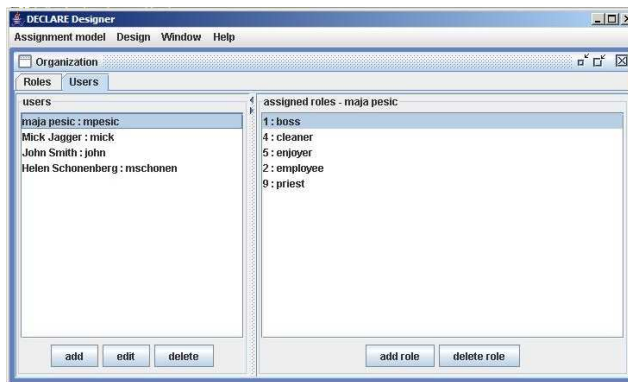 DECLARE Designer
Assignment model Design Window Help
Organization
Roles Users
users
maja pesic : mpesic
Mick Jagger : mick
John Smith : john
Helen Schonenberg : mschonen
add edit delete
assigned roles - maja pesic
1 : boss
4 : cleaner
5 : enjoyer
2 : employee
9 : priest
add role delete role